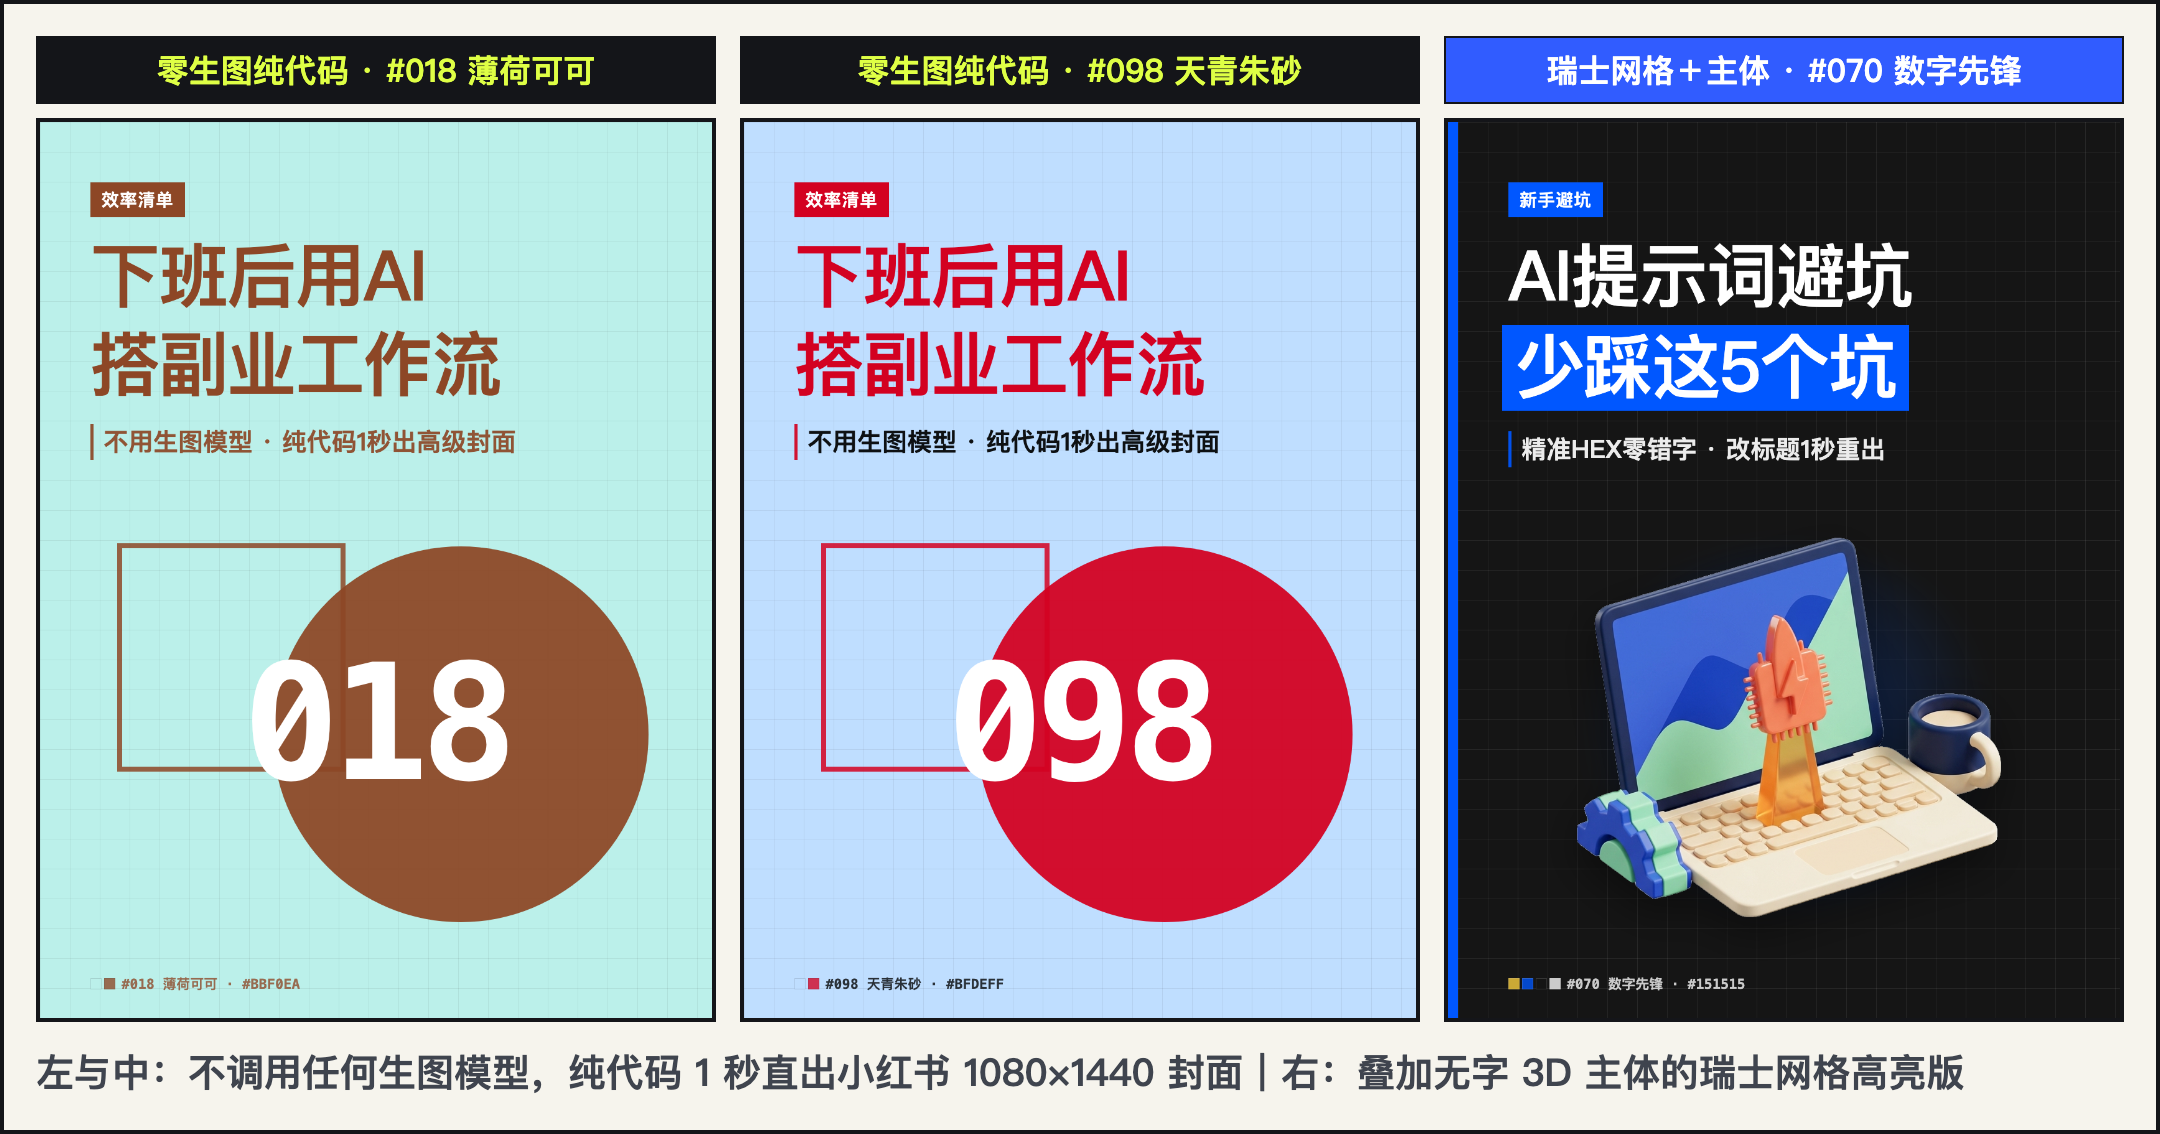 零生图纯代码 · #018 薄荷可可
效率清单
下班后用AI
搭副业工作流
不用生图模型 · 纯代码1秒出高级封面
018
#018 薄荷可可 · #BBF0EA
零生图纯代码 · #098 天青朱砂
效率清单
下班后用AI
搭副业工作流
不用生图模型 · 纯代码1秒出高级封面
098
#098 天青朱砂 · #BFDEFF
瑞士网格＋主体 · #070 数字先锋
新手避坑
AI提示词避坑
少踩这5个坑
精准HEX零错字 · 改标题1秒重出
#070 数字先锋 · #151515
左与中：不调用任何生图模型，纯代码 1 秒直出小红书 1080×1440 封面｜右：叠加无字 3D 主体的瑞士网格高亮版